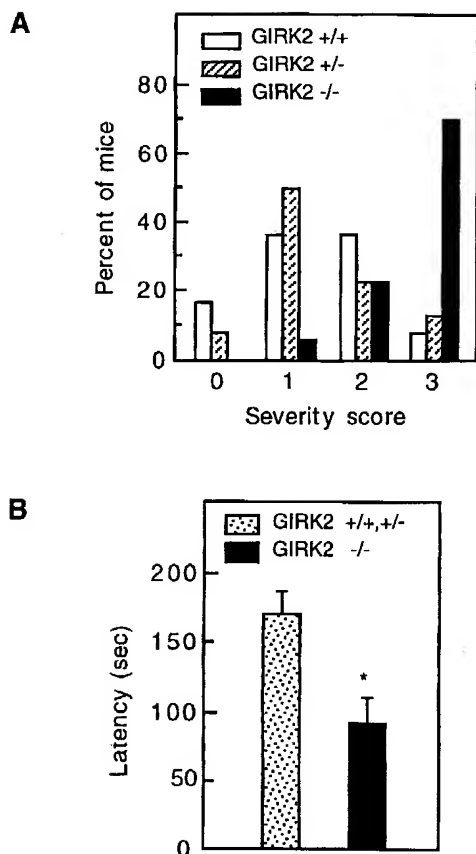 A
GIRK2 +/+
GIRK2 +/-
GIRK2 -/-
80
60
40
20
0
Percent of mice
0 1 2 3
Severity score
B
GIRK2 +/+,+/-
GIRK2 -/-
200
150
100
50
0
Latency (sec)
*